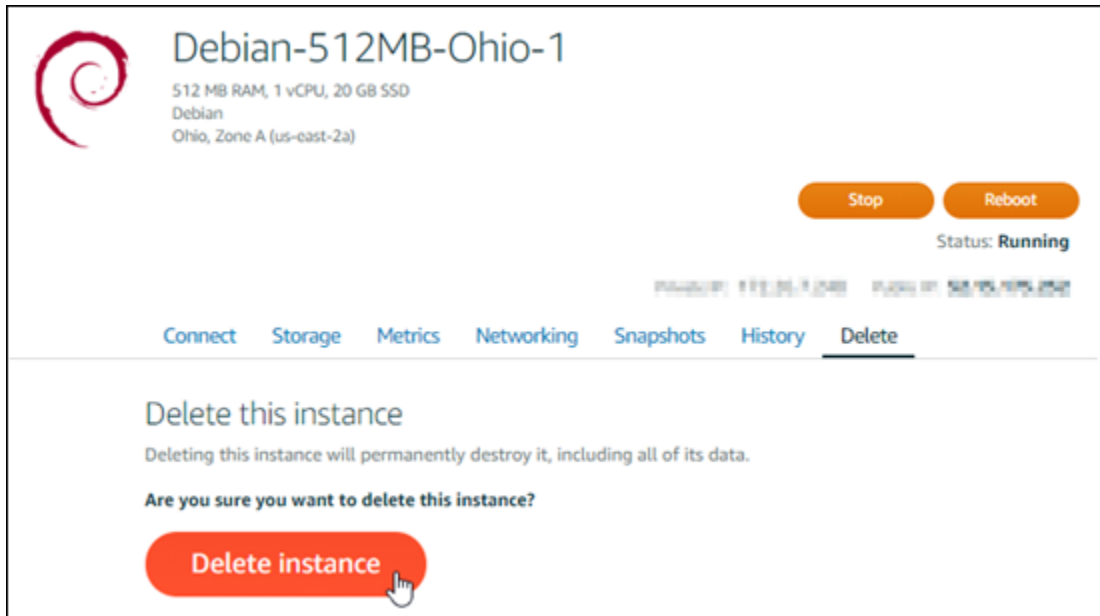 Debian-512MB-Ohio-1
512 MB RAM, 1 vCPU, 20 GB SSD
Debian
Ohio, Zone A (us-east-2a)
Stop Reboot
Status: Running
Connect Storage Metrics Networking Snapshots History Delete
Delete this instance
Deleting this instance will permanently destroy it, including all of its data.
Are you sure you want to delete this instance?
Delete instance